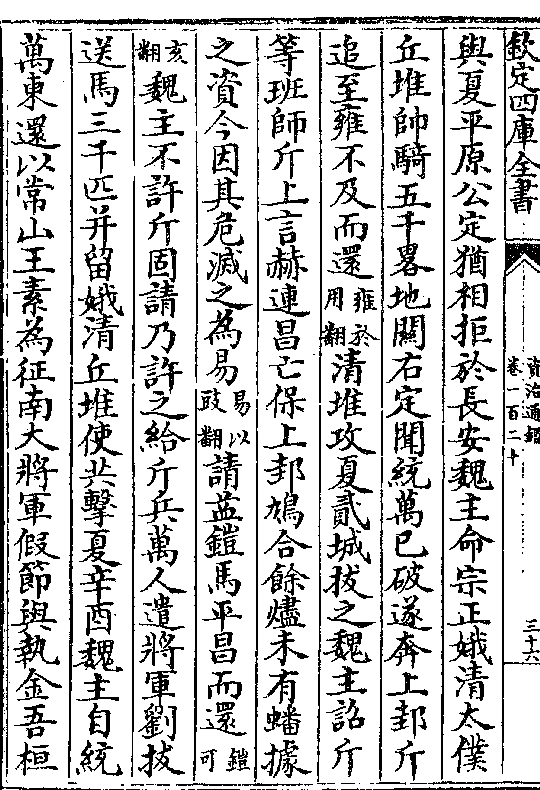 欽定四庫全書
資治通鑑
卷一百二十
三十六
與夏平原公定猶相拒於長安魏主命宗正娥清太僕
丘堆帥騎五千畧地關右定聞統萬已破遂奔上邽斤
追至雍不及而還雍於用翻清堆攻夏貳城拔之魏主詔斤
等班師斤上言赫連昌亡保上邽鳩合餘燼未有蟠據
之資今因其危滅之為易易以豉翻請益鎧馬平昌而還鎧可
亥翻魏主不許斤固請乃許之給斤兵萬人遣將軍劉拔
送馬三千匹并留娥清丘堆使共擊夏辛酉魏主自統
萬東還以常山王素為征南大將軍假節與執金吾桓